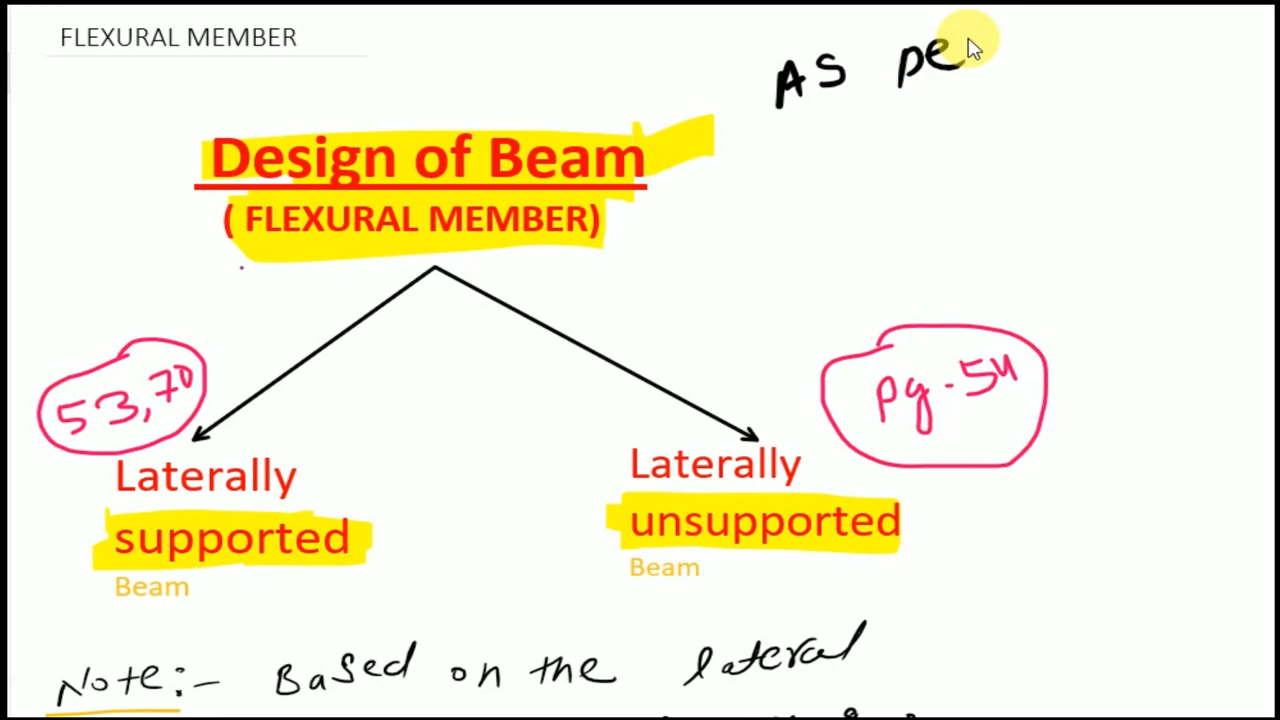 FLEXURAL MEMBER
As pe
Design of Beam
( FLEXURAL MEMBER)
53,70
pg-54
Laterally
supported
Beam
Laterally
unsupported
Beam
Note:- Based on the lateral